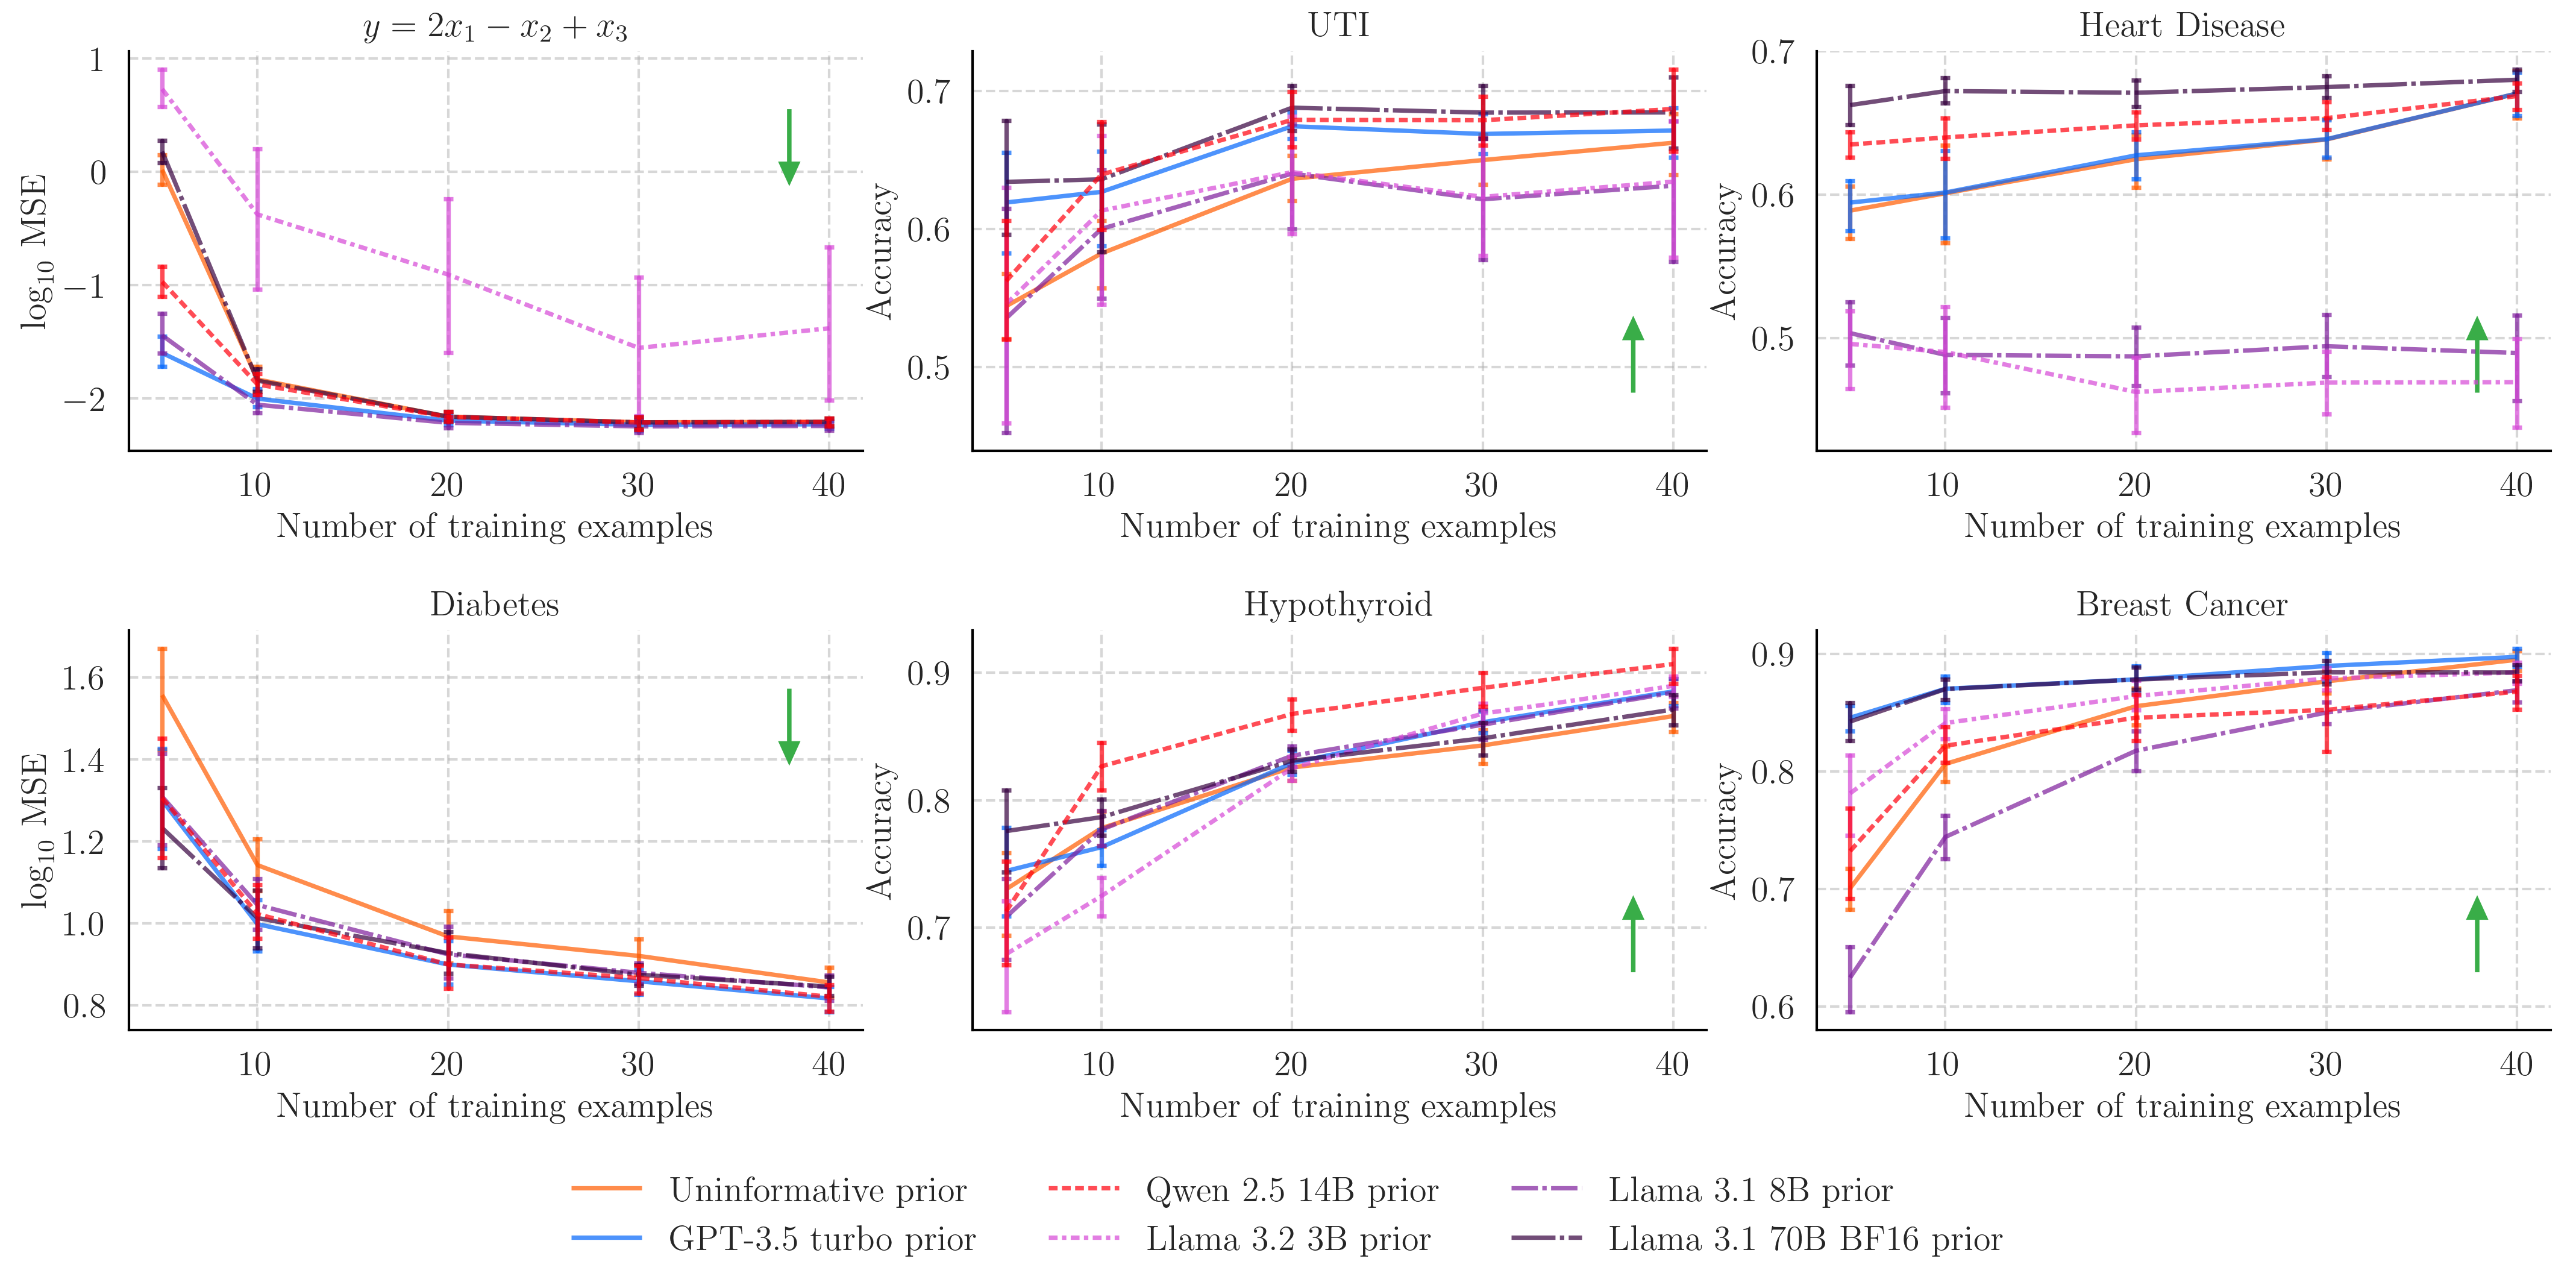 y = 2x₁ − x₂ + x₃
1
0
−1
−2
log₁₀ MSE
10 20 30 40
Number of training examples
UTI
0.7
0.6
0.5
Accuracy
10 20 30 40
Number of training examples
Heart Disease
0.7
0.6
0.5
Accuracy
10 20 30 40
Number of training examples
Diabetes
1.6
1.4
1.2
1.0
0.8
log₁₀ MSE
10 20 30 40
Number of training examples
Hypothyroid
0.9
0.8
0.7
Accuracy
10 20 30 40
Number of training examples
Breast Cancer
0.9
0.8
0.7
0.6
Accuracy
10 20 30 40
Number of training examples
Uninformative prior
GPT-3.5 turbo prior
Qwen 2.5 14B prior
Llama 3.2 3B prior
Llama 3.1 8B prior
Llama 3.1 70B BF16 prior